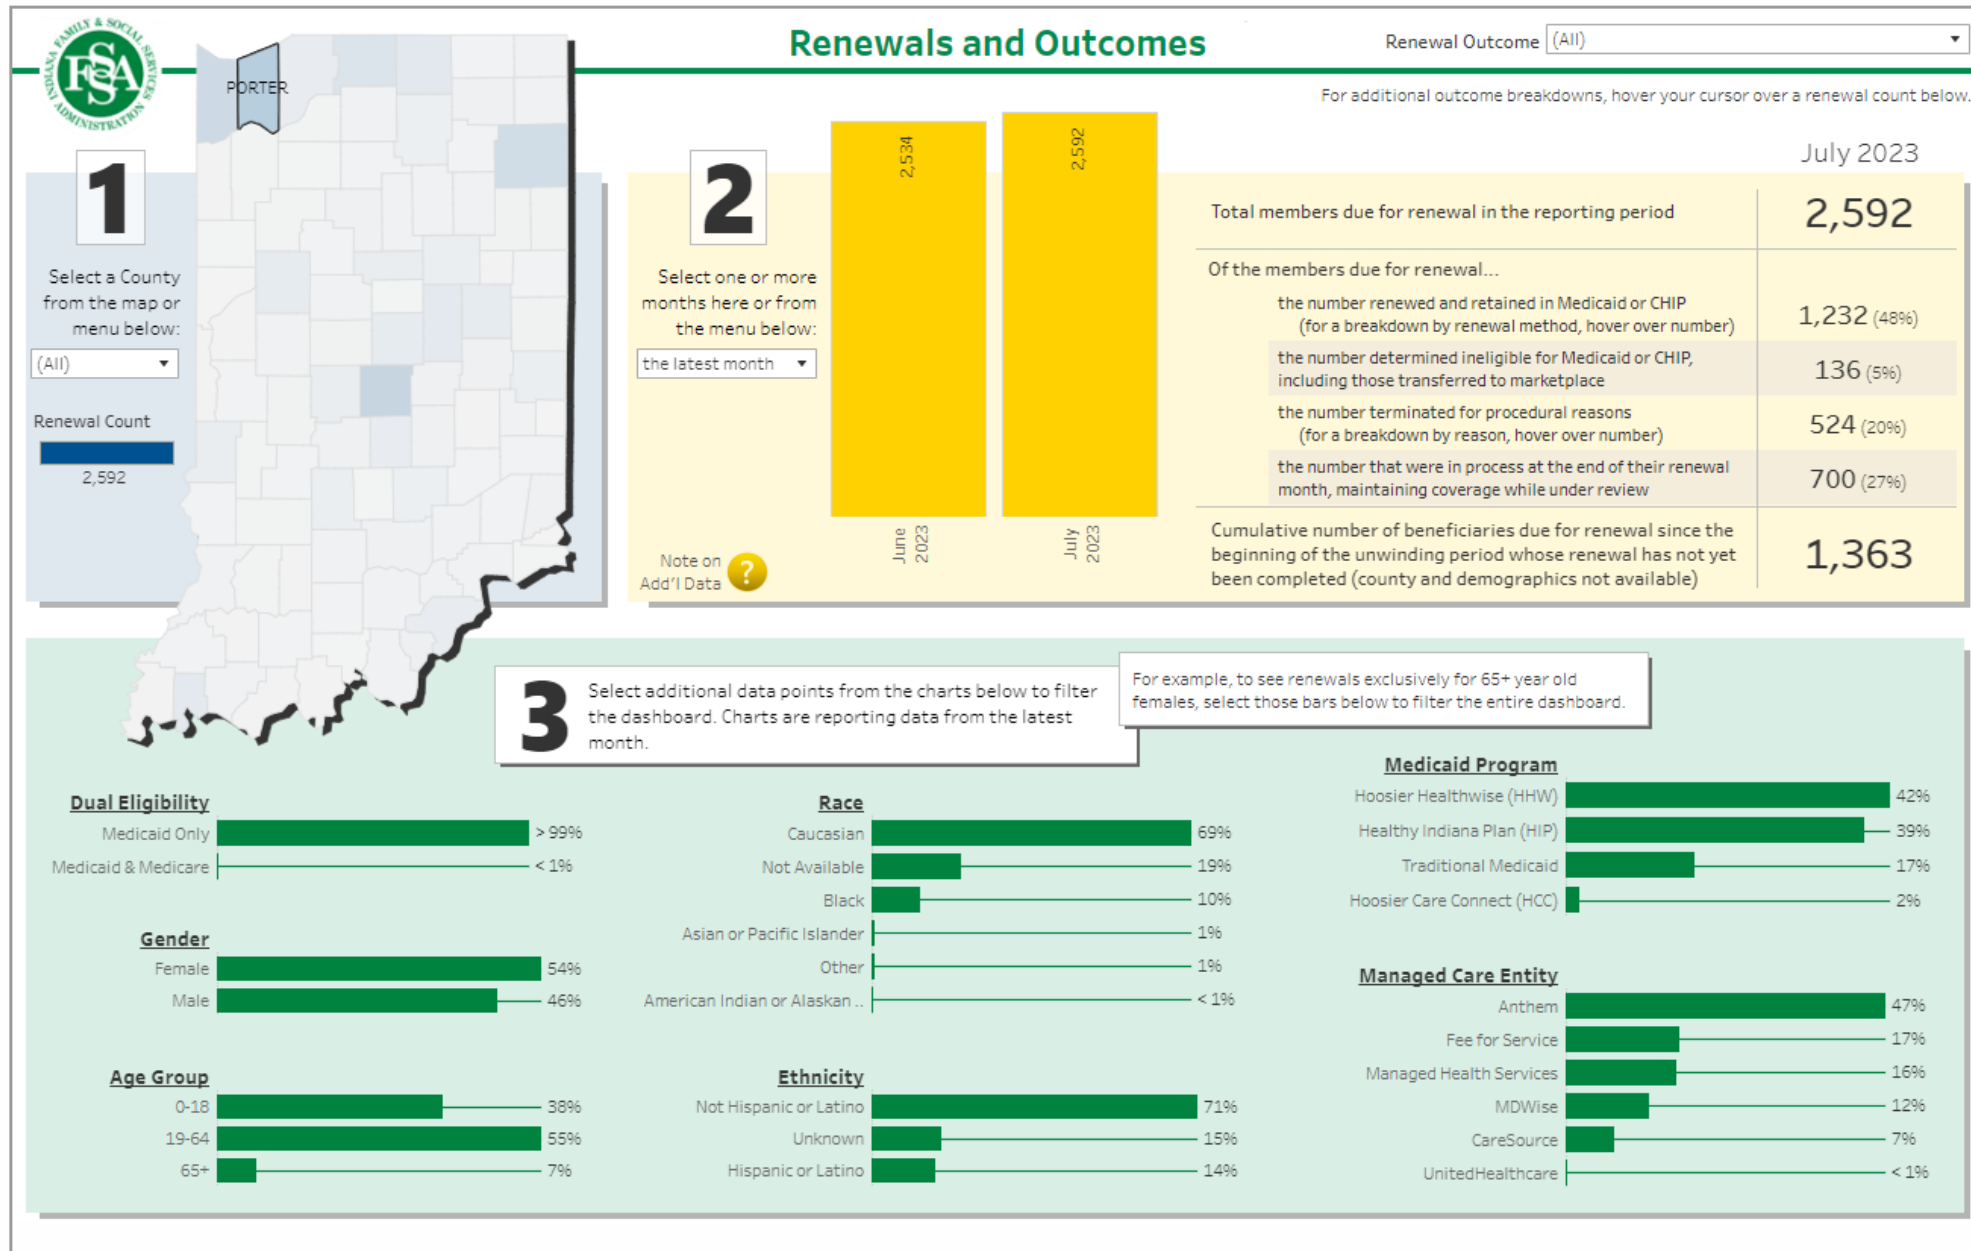 INDIANA FAMILY & SOCIAL SERVICES ADMINISTRATION
FSSA
Renewals and Outcomes
Renewal Outcome (All)
For additional outcome breakdowns, hover your cursor over a renewal count below.
PORTER
1
Select a County
from the map or
menu below:
(All)
Renewal Count
2,592
2
Select one or more
months here or from
the menu below:
the latest month
Note on
Add'l Data
?
2,534
2,592
June
2023
July
2023
July 2023
Total members due for renewal in the reporting period 2,592
Of the members due for renewal...
the number renewed and retained in Medicaid or CHIP
(for a breakdown by renewal method, hover over number)
1,232 (48%)
the number determined ineligible for Medicaid or CHIP,
including those transferred to marketplace
136 (5%)
the number terminated for procedural reasons
(for a breakdown by reason, hover over number)
524 (20%)
the number that were in process at the end of their renewal
month, maintaining coverage while under review
700 (27%)
Cumulative number of beneficiaries due for renewal since the
beginning of the unwinding period whose renewal has not yet
been completed (county and demographics not available)
1,363
3
Select additional data points from the charts below to filter
the dashboard. Charts are reporting data from the latest
month.
For example, to see renewals exclusively for 65+ year old
females, select those bars below to filter the entire dashboard.
Dual Eligibility
Medicaid Only > 99%
Medicaid & Medicare < 1%
Gender
Female 54%
Male 46%
Age Group
0-18 38%
19-64 55%
65+ 7%
Race
Caucasian 69%
Not Available 19%
Black 10%
Asian or Pacific Islander 1%
Other 1%
American Indian or Alaskan .. < 1%
Ethnicity
Not Hispanic or Latino 71%
Unknown 15%
Hispanic or Latino 14%
Medicaid Program
Hoosier Healthwise (HHW) 42%
Healthy Indiana Plan (HIP) 39%
Traditional Medicaid 17%
Hoosier Care Connect (HCC) 2%
Managed Care Entity
Anthem 47%
Fee for Service 17%
Managed Health Services 16%
MDWise 12%
CareSource 7%
UnitedHealthcare < 1%